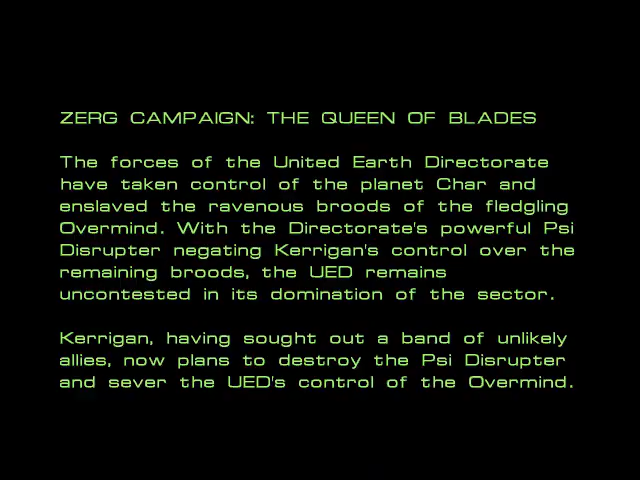 ZERG CAMPAIGN: THE QUEEN OF BLADES
The forces of the United Earth Directorate
have taken control of the planet Char and
enslaved the ravenous broods of the fledgling
Overmind. With the Directorate's powerful Psi
Disrupter negating Kerrigan's control over the
remaining broods, the UED remains
uncontested in its domination of the sector.
Kerrigan, having sought out a band of unlikely
allies, now plans to destroy the Psi Disrupter
and sever the UED's control of the Overmind.